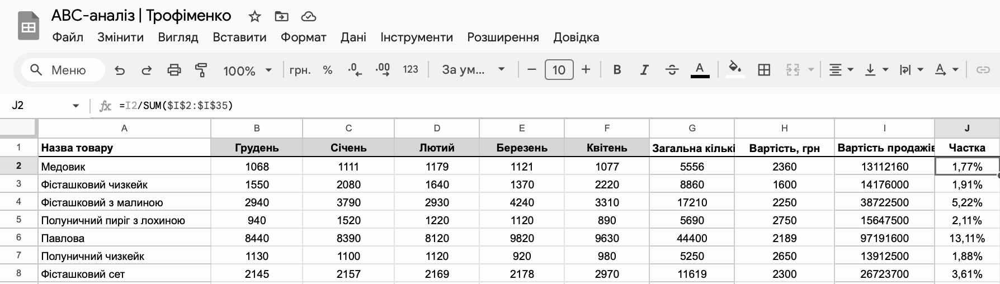 АВС-аналіз | Трофіменко
Файл Змінити Вигляд Вставити Формат Дані Інструменти Розширення Довідка
Меню 100% грн. % .0 .00 123 За ум... 10 B I A A
J2 fx =I2/SUM($I$2:$I$35)
A B C D E F G H I J
1 Назва товару Грудень Січень Лютий Березень Квітень Загальна кількі Вартість, грн Вартість продажів Частка
2 Медовик 1068 1111 1179 1121 1077 5556 2360 13112160 1,77%
3 Фісташковий чизкейк 1550 2080 1640 1370 2220 8860 1600 14176000 1,91%
4 Фісташковий з малиною 2940 3790 2930 4240 3310 17210 2250 38722500 5,22%
5 Полуничний пиріг з лохиною 940 1520 1220 1120 890 5690 2750 15647500 2,11%
6 Павлова 8440 8390 8120 9820 9630 44400 2189 97191600 13,11%
7 Полуничний чизкейк 1130 1100 1120 920 980 5250 2650 13912500 1,88%
8 Фісташковий сет 2145 2157 2169 2178 2970 11619 2300 26723700 3,61%